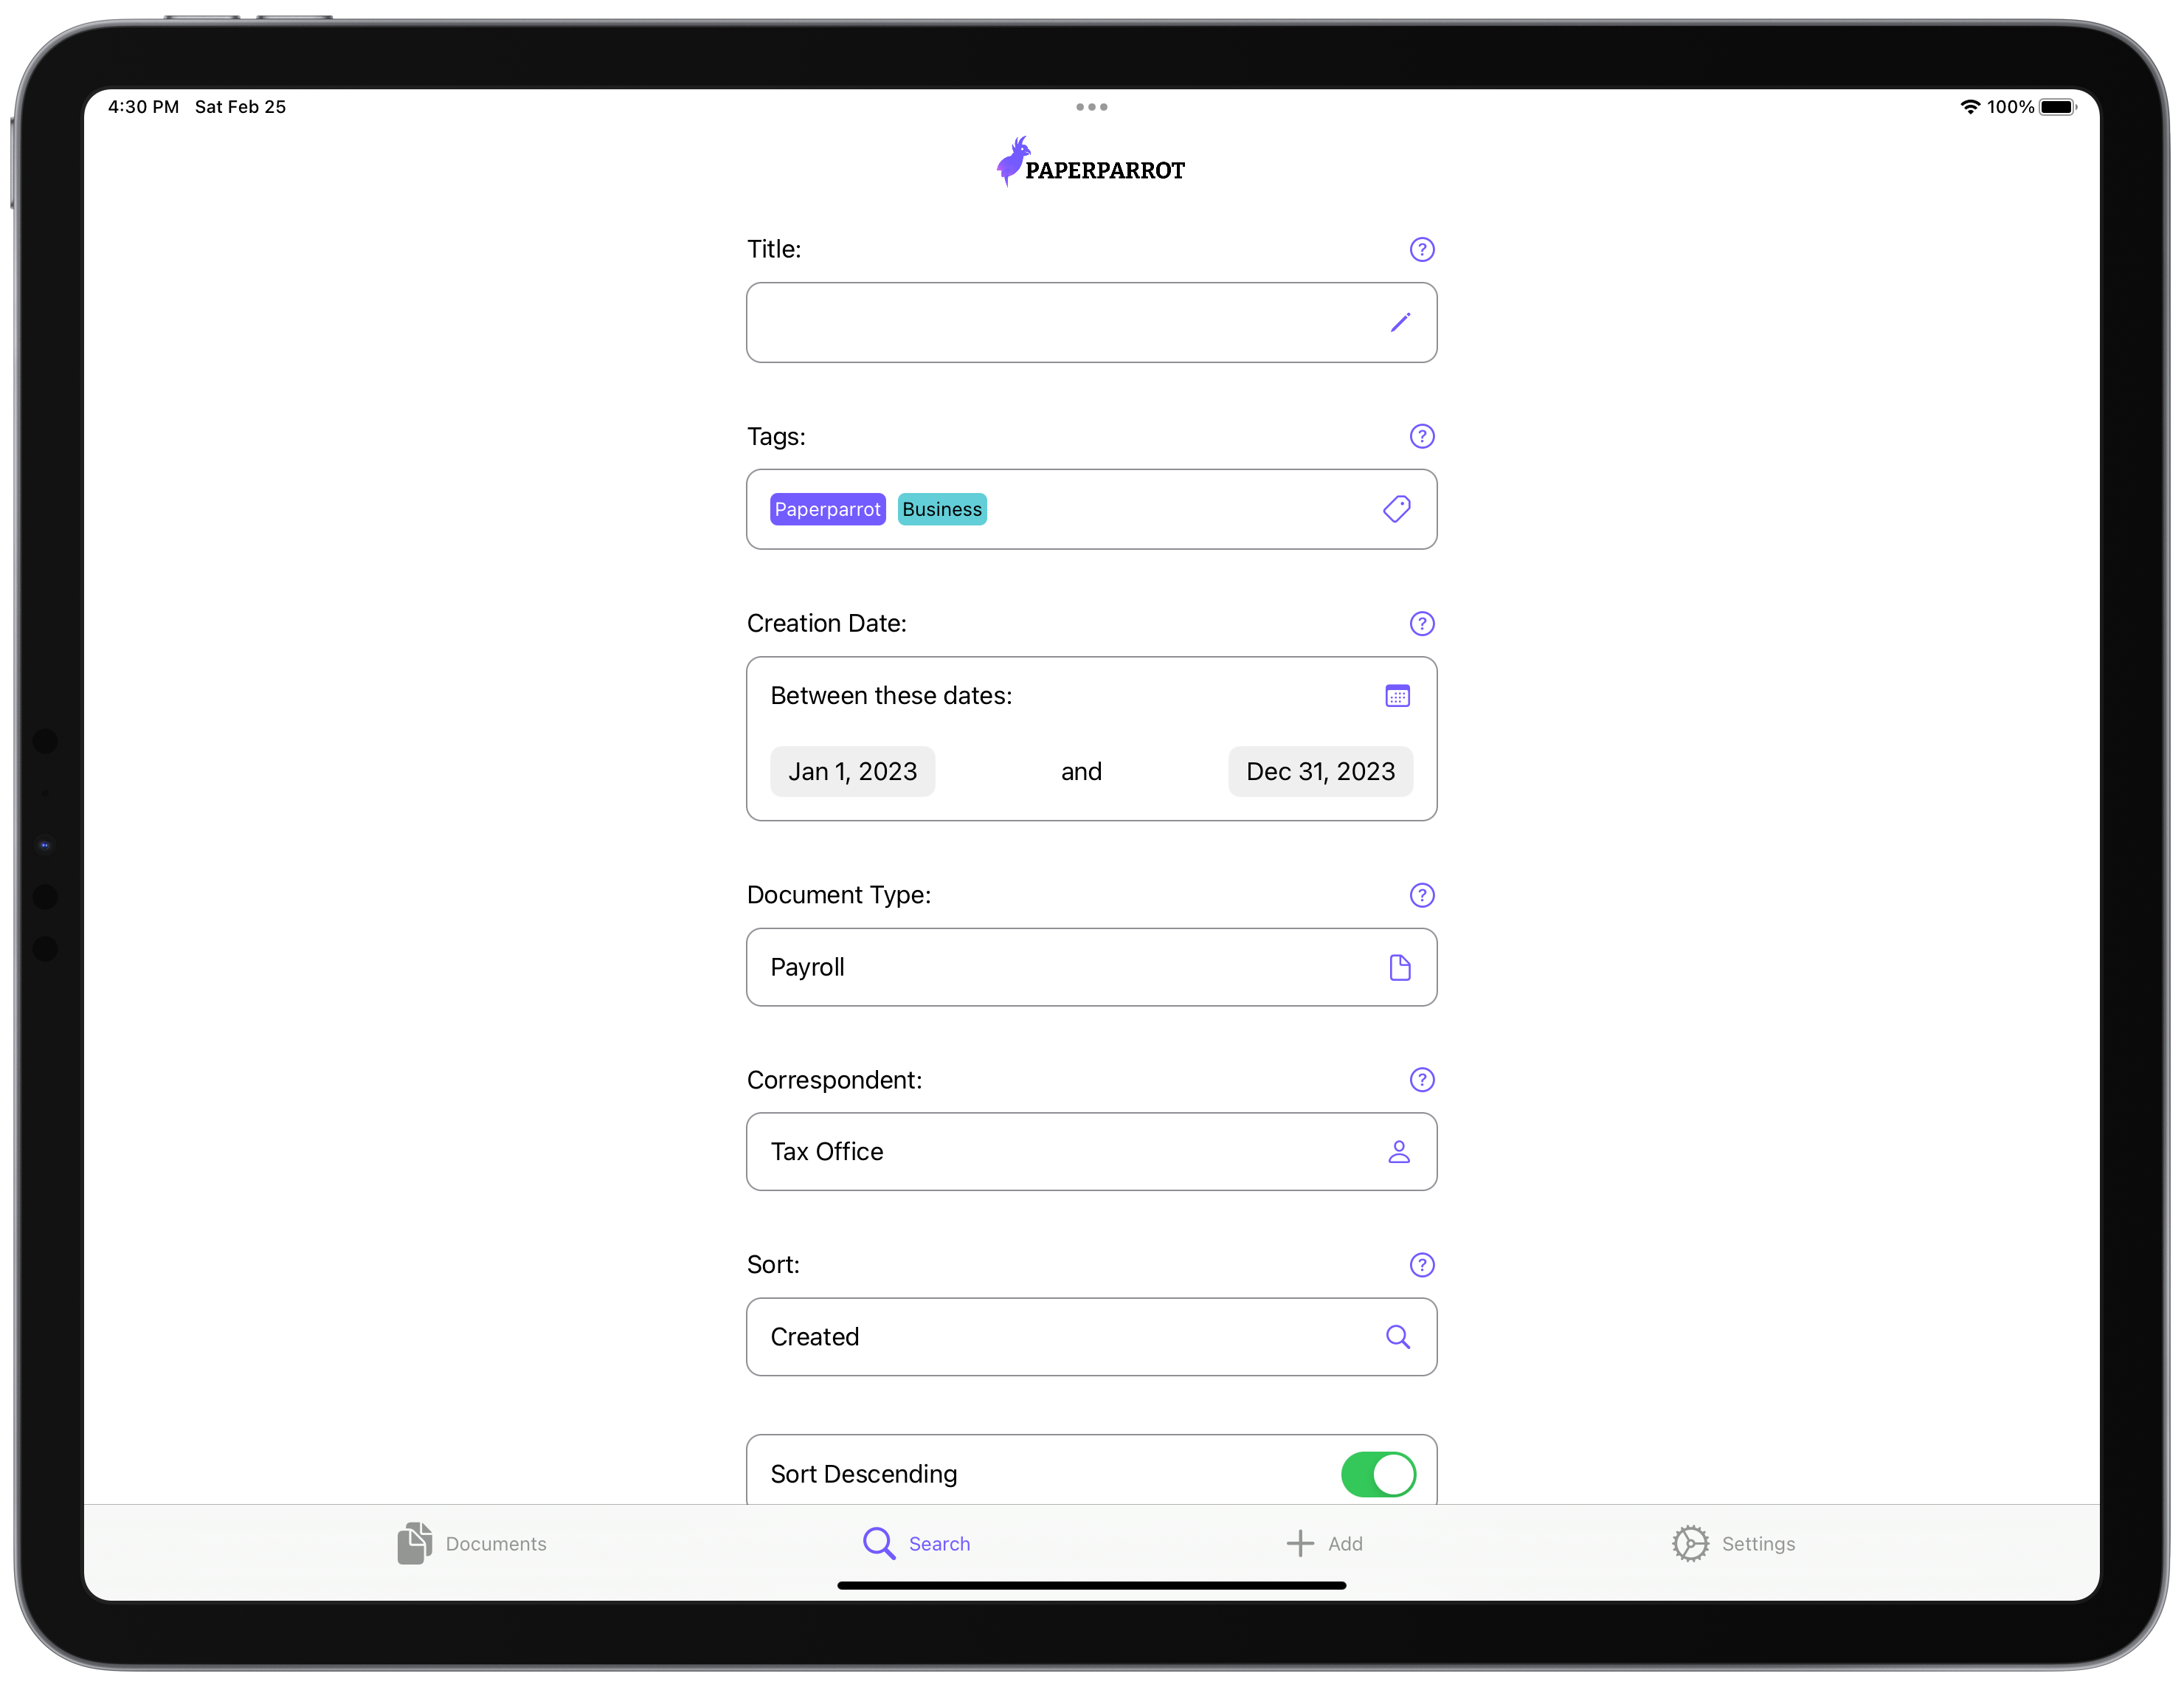 4:30 PM Sat Feb 25 100%
PAPERPARROT
Title:
Tags:
Paperparrot Business
Creation Date:
Between these dates:
Jan 1, 2023 and Dec 31, 2023
Document Type:
Payroll
Correspondent:
Tax Office
Sort:
Created
Sort Descending
Documents Search Add Settings